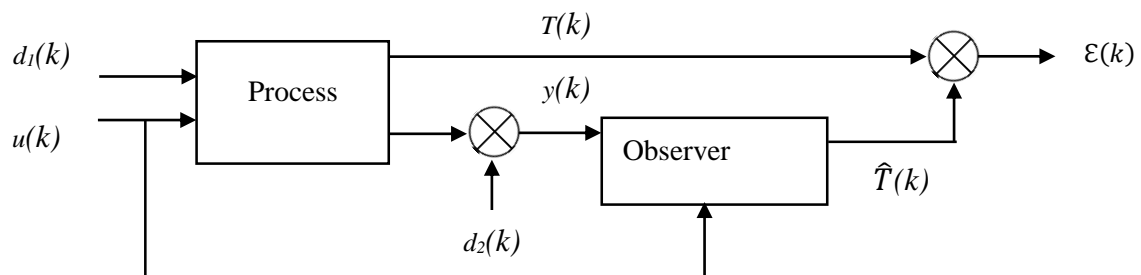 T(k)
d₁(k)
Ɛ(k)
Process
y(k)
u(k)
Observer
T̂(k)
d₂(k)